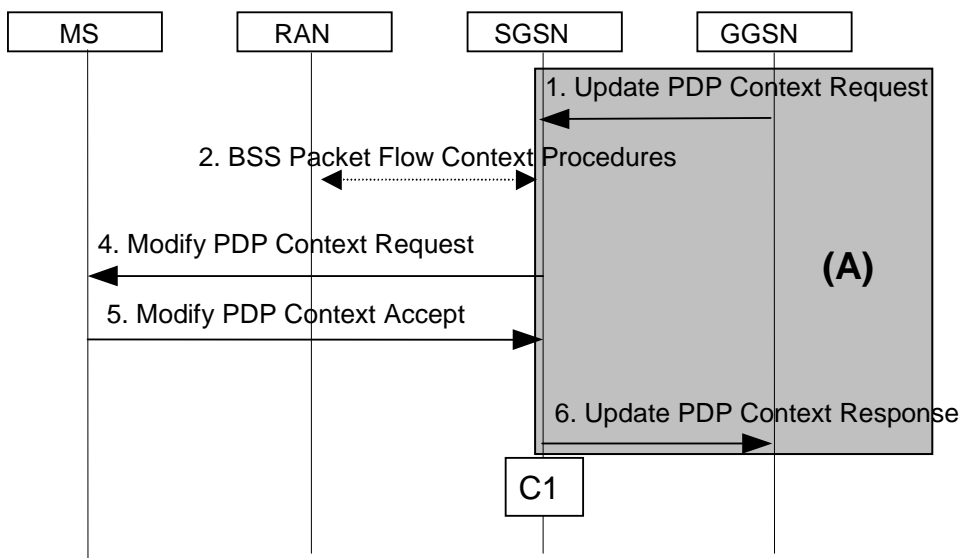 MS
RAN
SGSN
GGSN
1. Update PDP Context Request
2. BSS Packet Flow Context Procedures
4. Modify PDP Context Request
(A)
5. Modify PDP Context Accept
6. Update PDP Context Response
C1